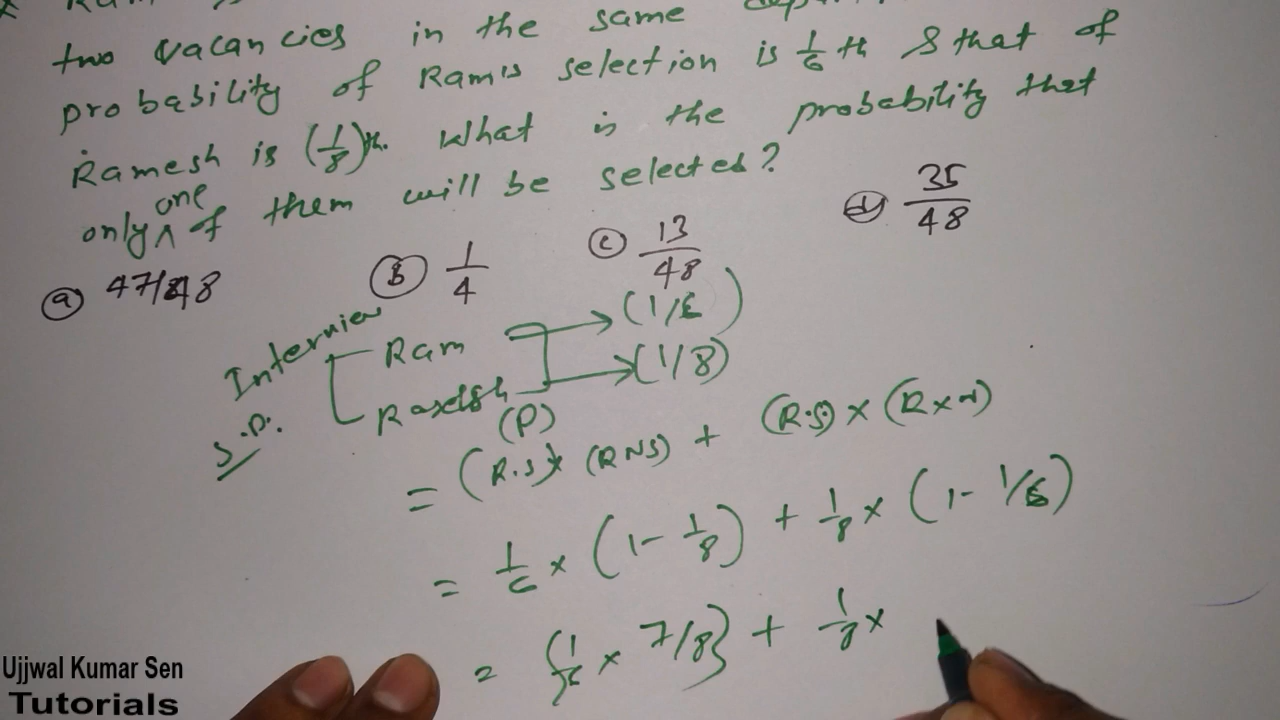 two vacancies in the same
probability of Ram's selection is 1/6 th & that of
Ramesh is (1/8)th. What is the probability that
only one of them will be selected?
(a) 47/48 (b) 1/4 (c) 13/48 (d) 35/48
Interview
Ram → (1/6)
→ (1/8)
S.P. (P)
= (R.S)× (RNS) + (R.S) ×
= 1/6 × (1 - 1/8) + 1/8 × (1 - 1/6)
= {1/6 × 7/8} + 1/8 ×
Ujjwal Kumar Sen
Tutorials